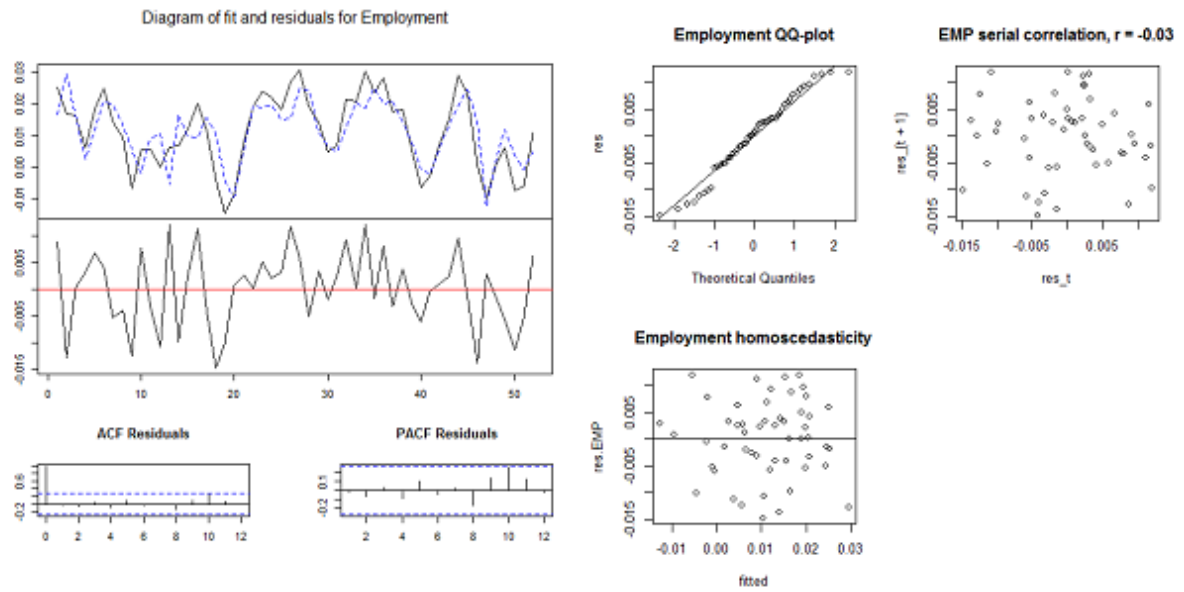 Diagram of fit and residuals for Employment
0.03
0.02
0.01
0.00
-0.01
0.005
-0.005
-0.015
0 10 20 30 40 50
ACF Residuals
0.6
-0.2
0 2 4 6 8 10 12
PACF Residuals
0.1
-0.2
2 4 6 8 10 12
Employment QQ-plot
res
0.005
-0.005
-0.015
-2 -1 0 1 2
Theoretical Quantiles
EMP serial correlation, r = -0.03
res_[t + 1]
0.005
-0.005
-0.015
-0.015 -0.005 0.005
res_t
Employment homoscedasticity
res.EMP
0.005
-0.005
-0.015
-0.01 0.00 0.01 0.02 0.03
fitted